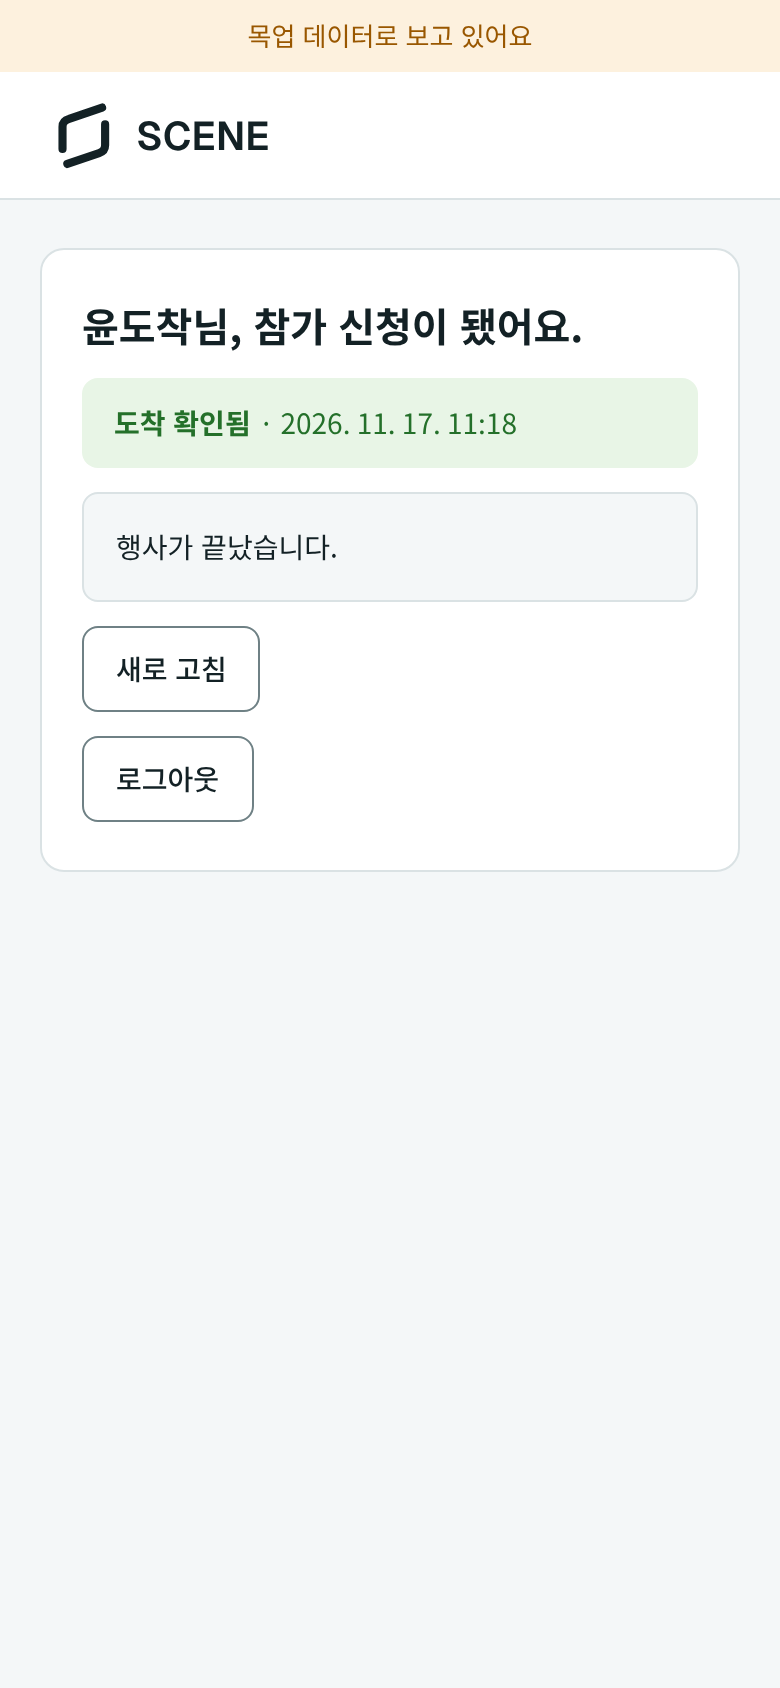 목업 데이터로 보고 있어요
SCENE
윤도착님, 참가 신청이 됐어요.
도착 확인됨 · 2026. 11. 17. 11:18
행사가 끝났습니다.
새로 고침
로그아웃